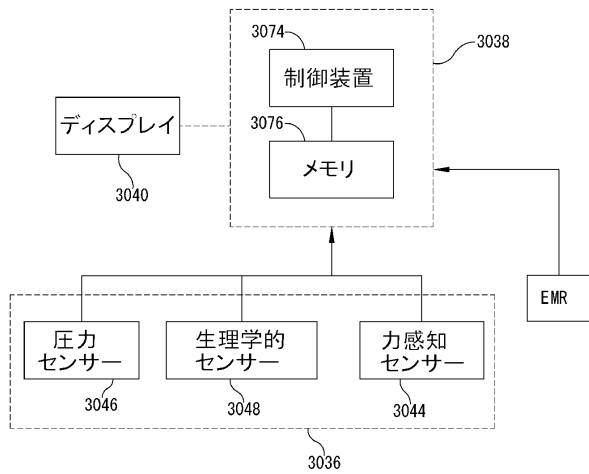 3074
3038
制御装置
ディスプレイ
3076
メモリ
3040
EMR
圧力
センサー
生理学的
センサー
力感知
センサー
3046
3048
3044
3036